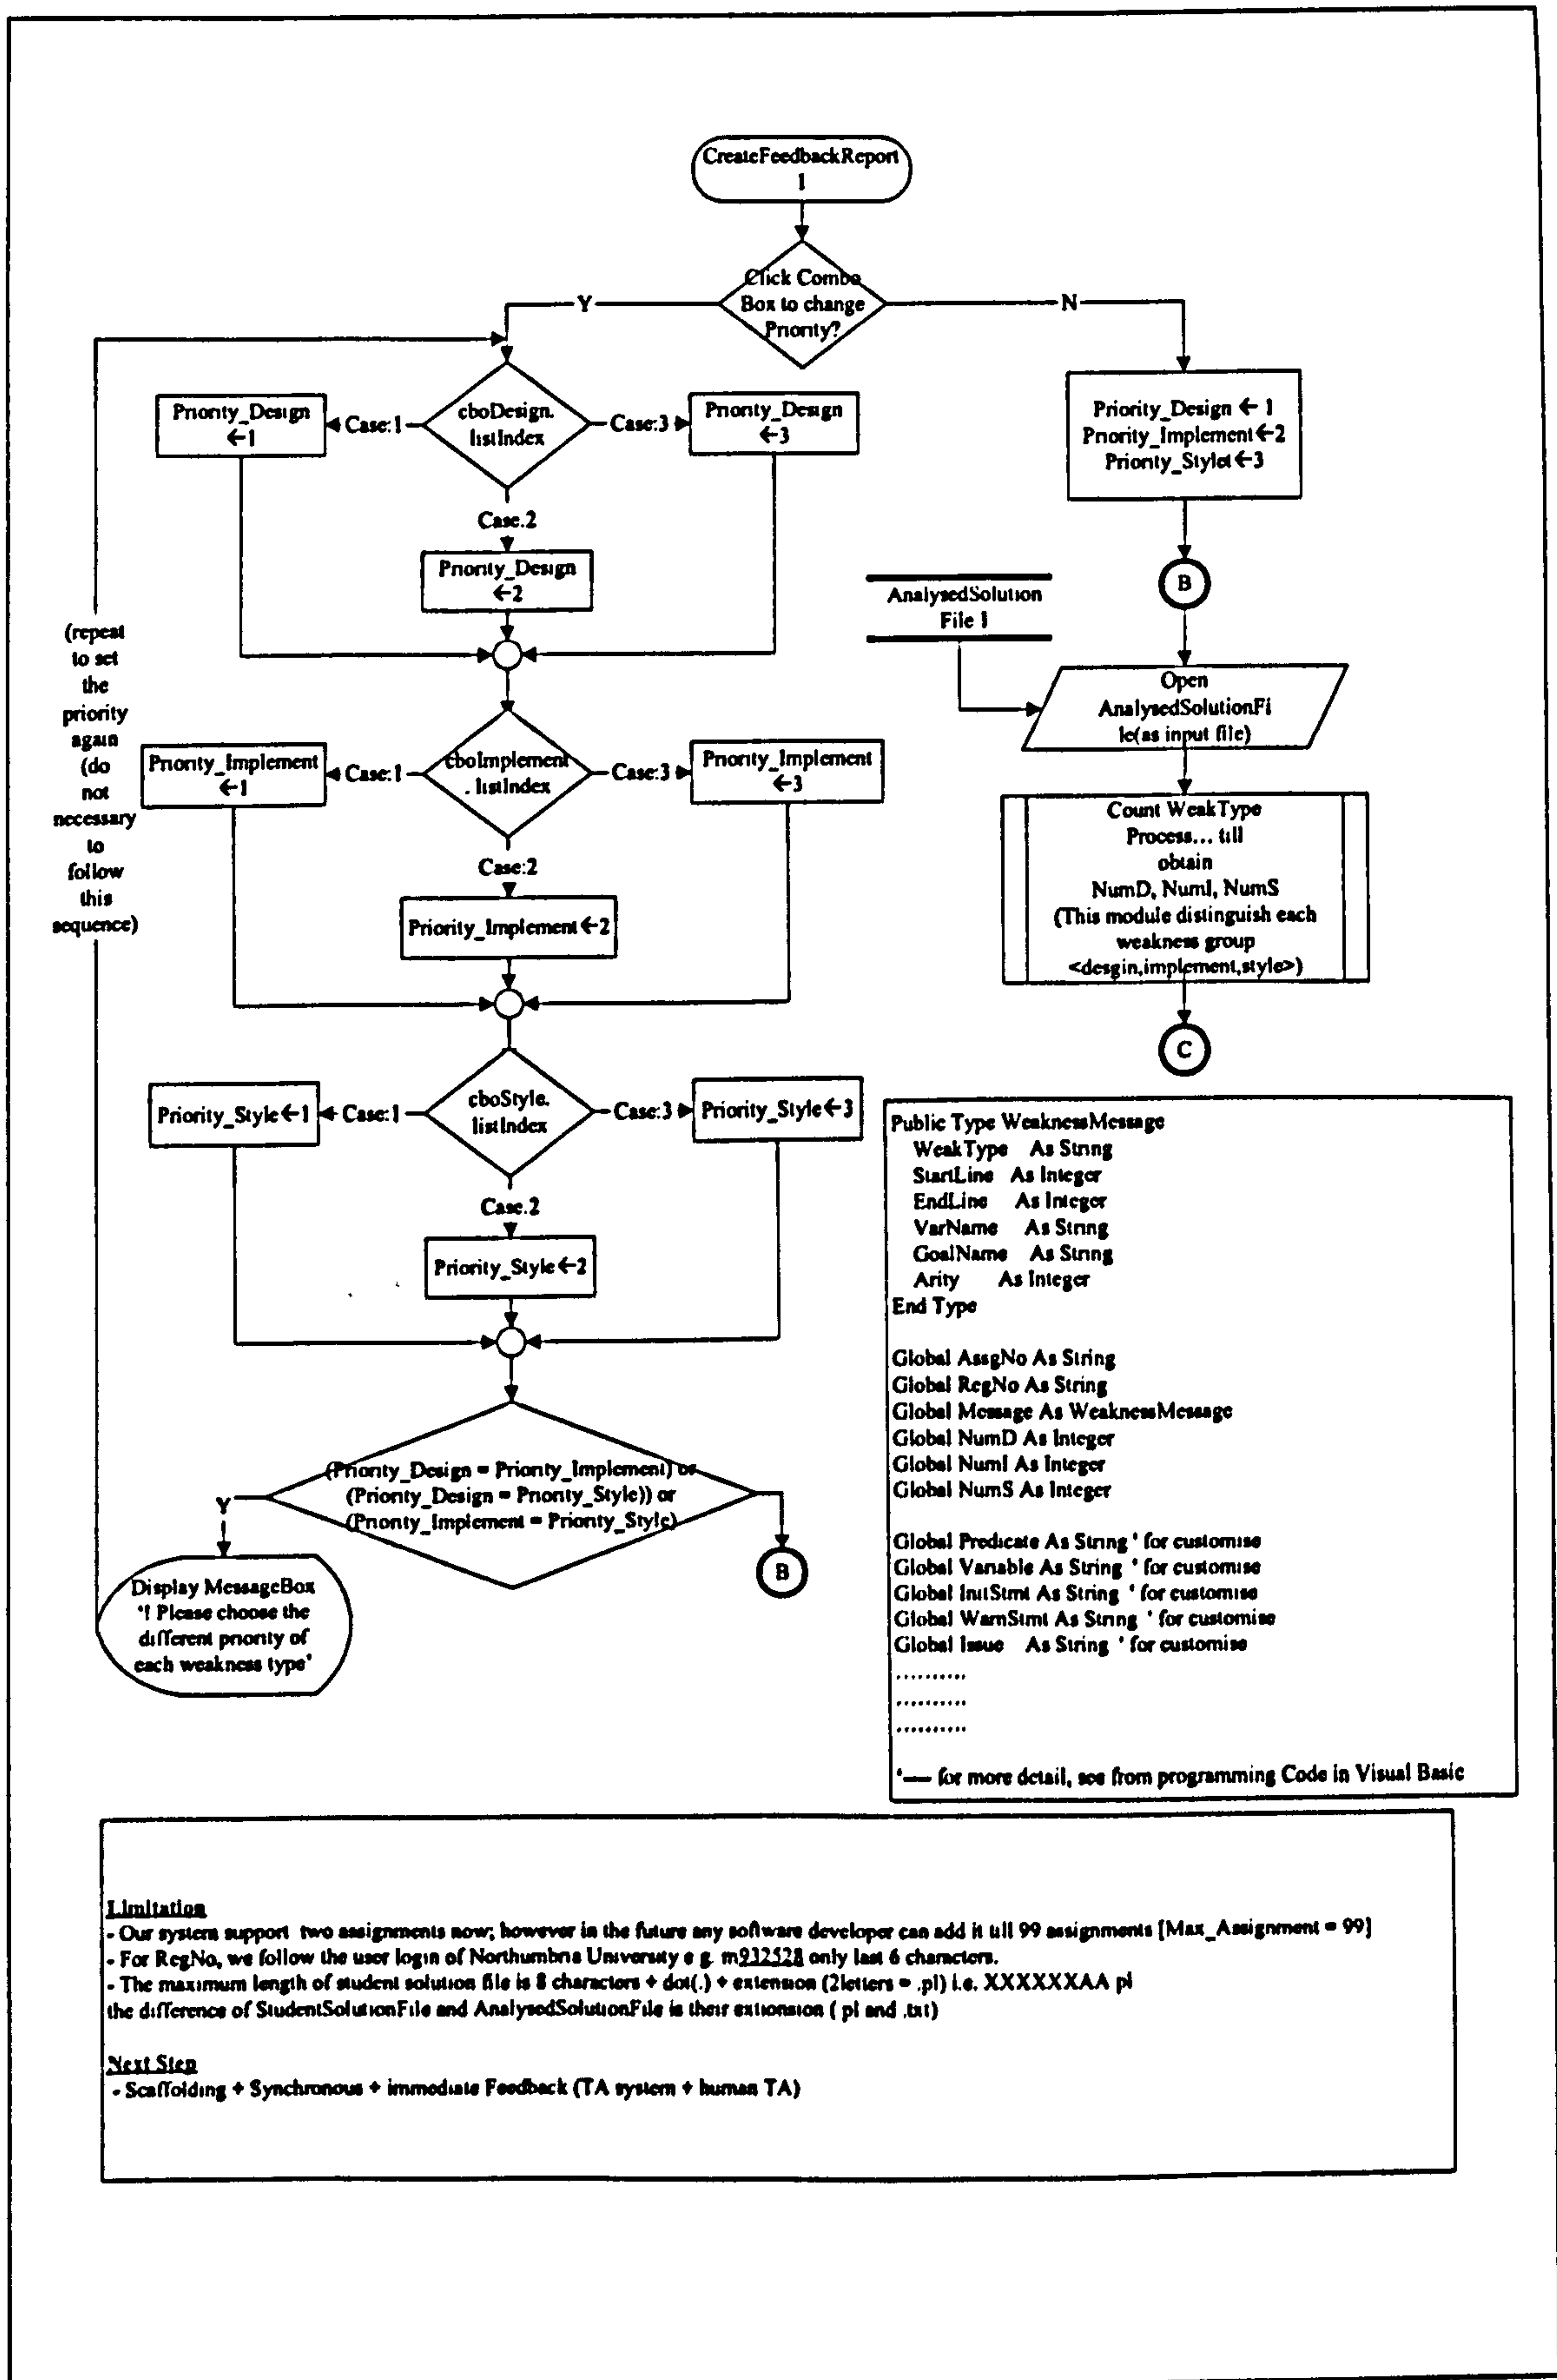 CreateFeedbackReport
1
Click Combo
Box to change
Priority?
Y
N
cboDesign.
listIndex
Case:1
Priority_Design
←1
Case:3
Priority_Design
←3
Case.2
Priority_Design
←2
(repeat
to set
the
priority
again
(do
not
necessary
to
follow
this
sequence)
cboImplement
. listIndex
Case:1
Priority_Implement
←1
Case:3
Priority_Implement
←3
Case:2
Priority_Implement←2
cboStyle.
listIndex
Case:1
Priority_Style←1
Case:3
Priority_Style←3
Case.2
Priority_Style←2
(Priority_Design = Priority_Implement) or
(Priority_Design = Priority_Style)) or
(Priority_Implement = Priority_Style)
Y
Display MessageBox
'! Please choose the
different priority of
each weakness type'
B
Priority_Design ← 1
Priority_Implement←2
Priority_Stylet←3
B
AnalysedSolution
File 1
Open
AnalysedSolutionFi
le(as input file)
Count WeakType
Process... till
obtain
NumD, NumI, NumS
(This module distinguish each
weakness group
<desgin,implement,style>)
C
Public Type WeaknessMessage
WeakType As String
StartLine As Integer
EndLine As Integer
VarName As String
GoalName As String
Arity As Integer
End Type
Global AssgNo As String
Global RegNo As String
Global Message As WeaknessMessage
Global NumD As Integer
Global NumI As Integer
Global NumS As Integer
Global Predicate As String ' for customise
Global Variable As String ' for customise
Global InitStmt As String ' for customise
Global WarnStmt As String ' for customise
Global Issue As String ' for customise
..........
..........
..........
'---- for more detail, see from programming Code in Visual Basic
Limitation
- Our system support two assignments now; however in the future any software developer can add it till 99 assignments [Max_Assignment = 99]
- For RegNo, we follow the user login of Northumbria University e g. m932528 only last 6 charactors.
- The maximum length of student solution file is 8 charactors + dot(.) + extension (2letters = .pl) i.e. XXXXXXAA pl
the difference of StudentSolutionFile and AnalysedSolutionFile is their extionsion ( pl and .txt)
Next Step
- Scaffolding + Synchronous + immediate Feedback (TA system + human TA)